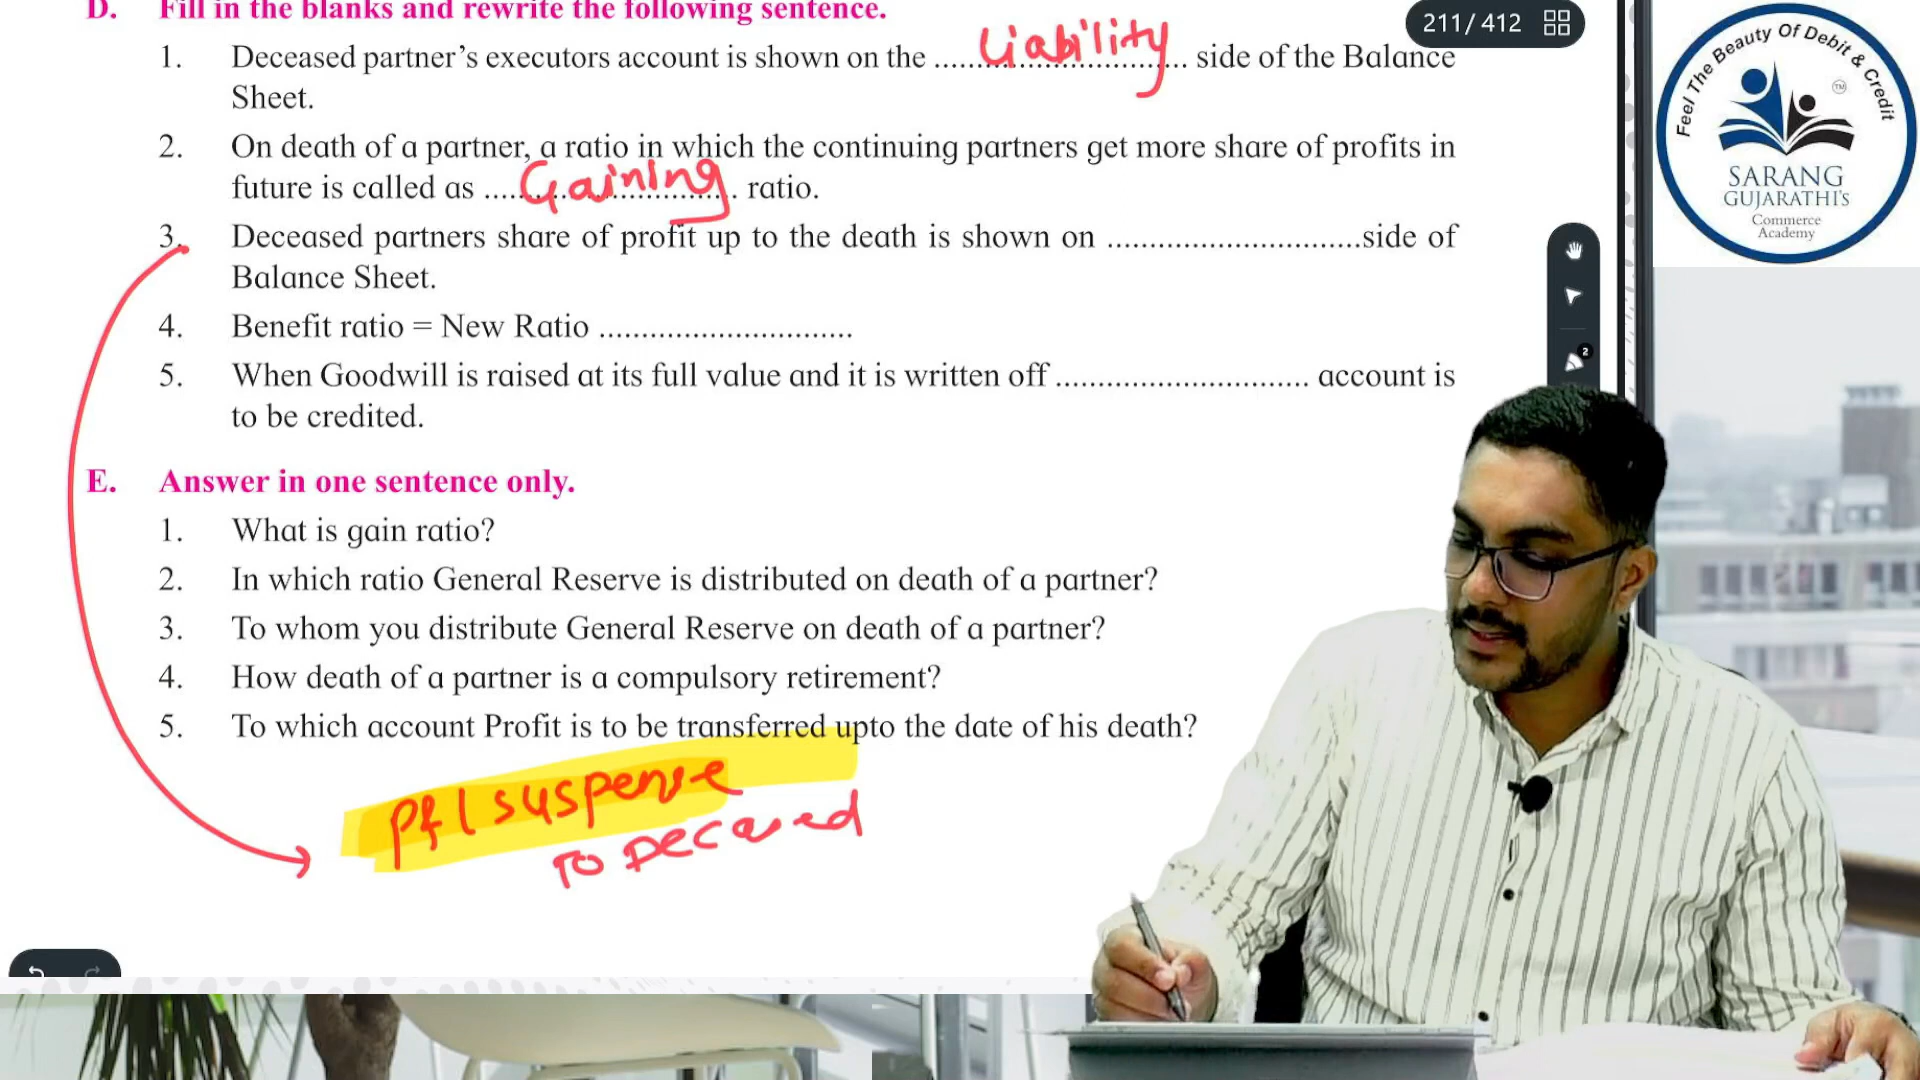 D. Fill in the blanks and rewrite the following sentence.
211 / 412
1. Deceased partner's executors account is shown on the ..... Liability ..... side of the Balance
Sheet.
2. On death of a partner, a ratio in which the continuing partners get more share of profits in
future is called as ..... Gaining ..... ratio.
3. Deceased partners share of profit up to the death is shown on ..............................side of
Balance Sheet.
4. Benefit ratio = New Ratio ..............................
5. When Goodwill is raised at its full value and it is written off .............................. account is
to be credited.
E. Answer in one sentence only.
1. What is gain ratio?
2. In which ratio General Reserve is distributed on death of a partner?
3. To whom you distribute General Reserve on death of a partner?
4. How death of a partner is a compulsory retirement?
5. To which account Profit is to be transferred upto the date of his death?
suspense
To Deceased
Feel The Beauty Of Debit & Credit
TM
SARANG
GUJARATHI's
Commerce
Academy
2